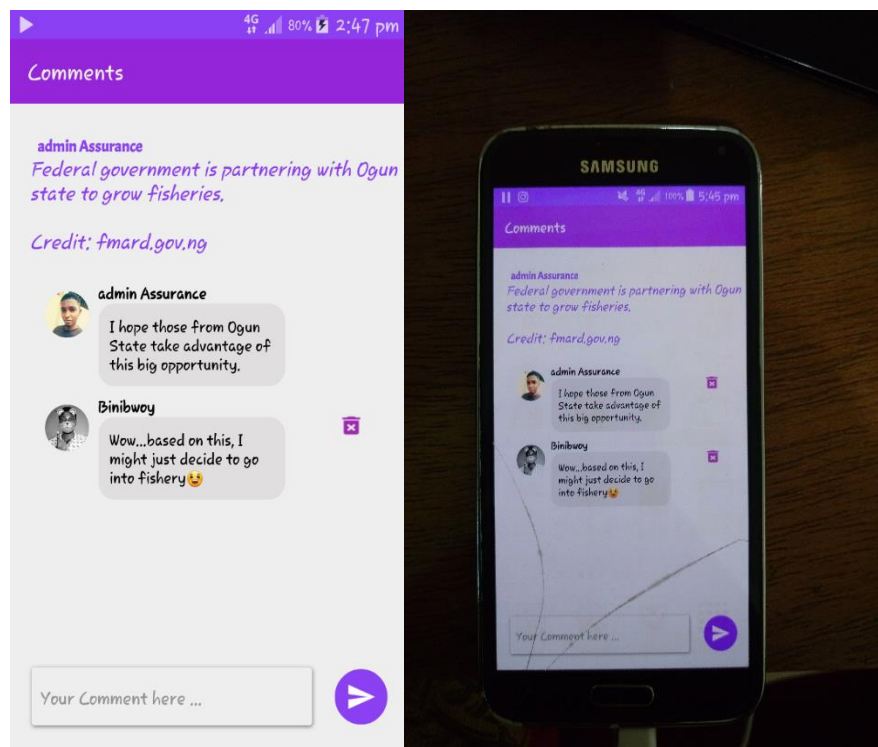 4G 80% 2:47 pm
Comments
admin Assurance
Federal government is partnering with Ogun
state to grow fisheries.
Credit: fmard.gov.ng
admin Assurance
I hope those from Ogun
State take advantage of
this big opportunity.
Binibwoy
Wow...based on this, I
might just decide to go
into fishery😉
Your Comment here ...
SAMSUNG
4G 100% 5:45 pm
Comments
admin Assurance
Federal government is partnering with Ogun
state to grow fisheries.
Credit: fmard.gov.ng
admin Assurance
I hope those from Ogun
State take advantage of
this big opportunity.
Binibwoy
Wow...based on this, I
might just decide to go
into fishery😉
Your Comment here ...